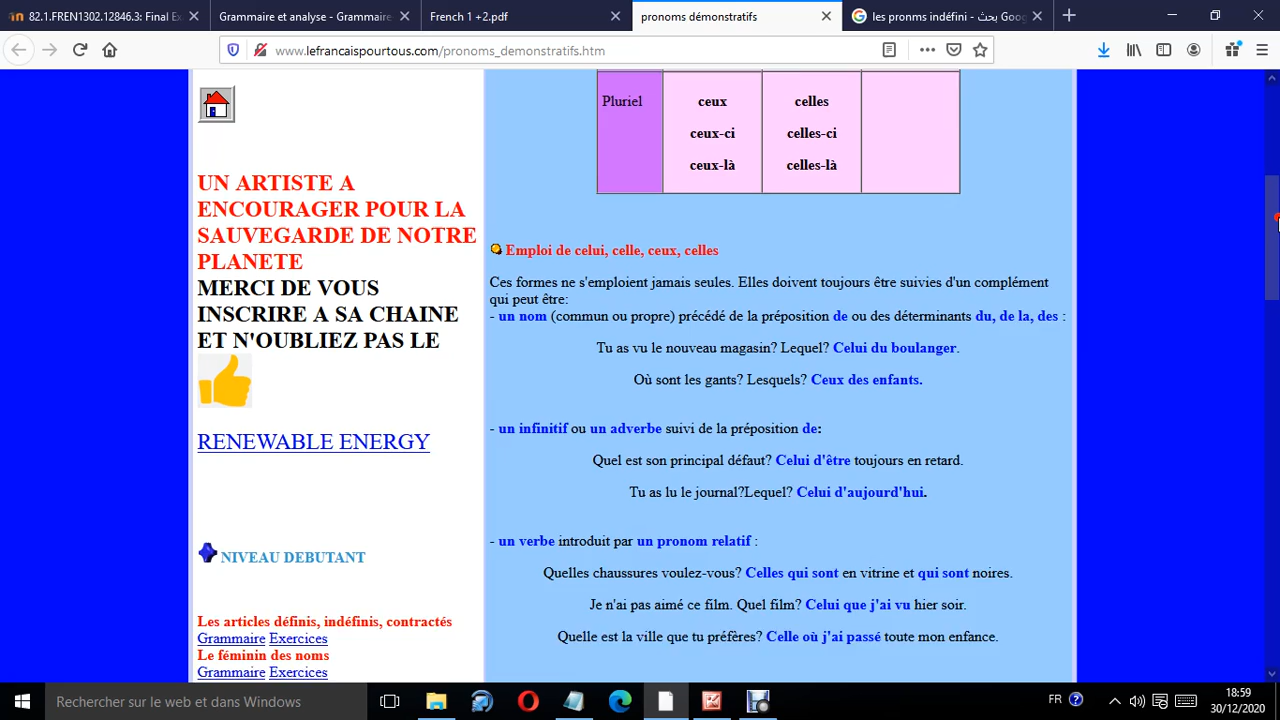 82.1.FREN1302.12846.3: Final Ex
Grammaire et analyse - Grammaire
French 1 +2.pdf
pronoms démonstratifs
les pronms indéfini - بحث Goog
www.lefrancaispourtous.com/pronoms_demonstratifs.htm
UN ARTISTE A
ENCOURAGER POUR LA
SAUVEGARDE DE NOTRE
PLANETE
MERCI DE VOUS
INSCRIRE A SA CHAINE
ET N'OUBLIEZ PAS LE
RENEWABLE ENERGY
NIVEAU DEBUTANT
Les articles définis, indéfinis, contractés
Grammaire Exercices
Le féminin des noms
Grammaire Exercices
Pluriel ceux celles
ceux-ci celles-ci
ceux-là celles-là
Emploi de celui, celle, ceux, celles
Ces formes ne s'emploient jamais seules. Elles doivent toujours être suivies d'un complément
qui peut être:
- un nom (commun ou propre) précédé de la préposition de ou des déterminants du, de la, des :
Tu as vu le nouveau magasin? Lequel? Celui du boulanger.
Où sont les gants? Lesquels? Ceux des enfants.
- un infinitif ou un adverbe suivi de la préposition de:
Quel est son principal défaut? Celui d'être toujours en retard.
Tu as lu le journal?Lequel? Celui d'aujourd'hui.
- un verbe introduit par un pronom relatif :
Quelles chaussures voulez-vous? Celles qui sont en vitrine et qui sont noires.
Je n'ai pas aimé ce film. Quel film? Celui que j'ai vu hier soir.
Quelle est la ville que tu préfères? Celle où j'ai passé toute mon enfance.
Rechercher sur le web et dans Windows
FR
18:59
30/12/2020